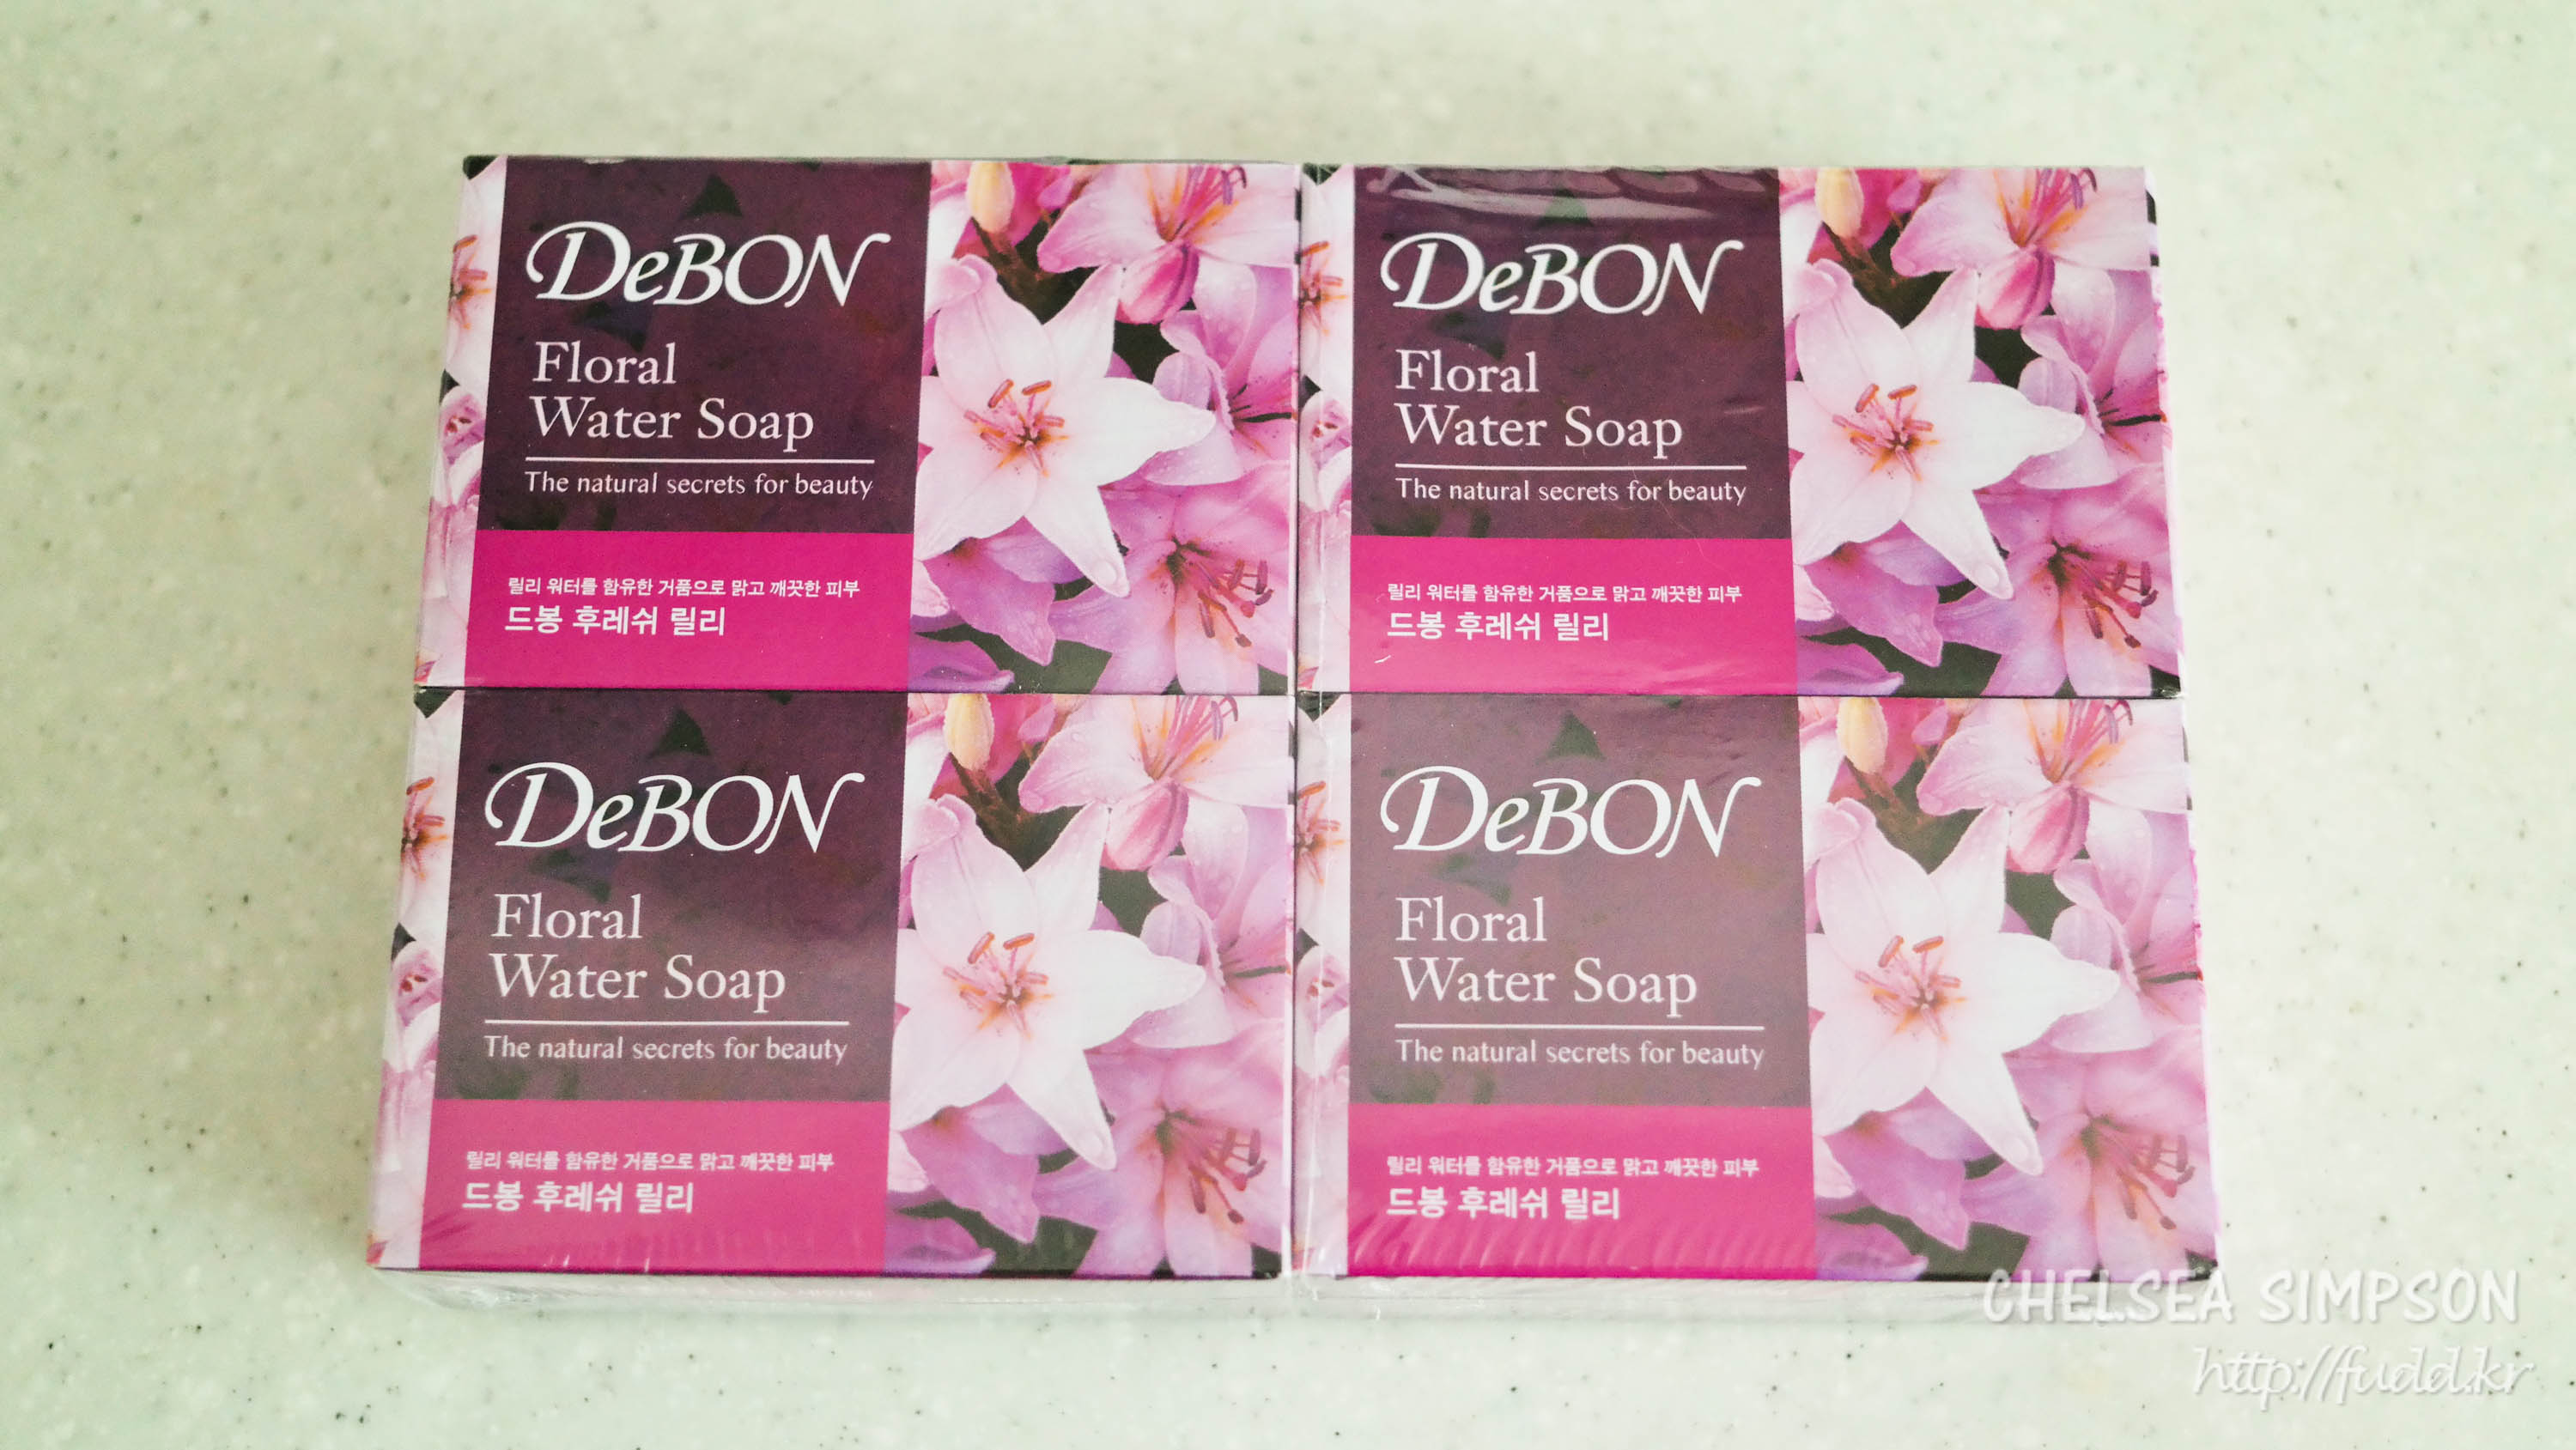 DeBON
Floral
Water Soap
The natural secrets for beauty
릴리 워터를 함유한 거품으로 맑고 깨끗한 피부
드봉 후레쉬 릴리
DeBON
Floral
Water Soap
The natural secrets for beauty
릴리 워터를 함유한 거품으로 맑고 깨끗한 피부
드봉 후레쉬 릴리
DeBON
Floral
Water Soap
The natural secrets for beauty
릴리 워터를 함유한 거품으로 맑고 깨끗한 피부
드봉 후레쉬 릴리
DeBON
Floral
Water Soap
The natural secrets for beauty
릴리 워터를 함유한 거품으로 맑고 깨끗한 피부
드봉 후레쉬 릴리
CHELSEA SIMPSON
http://fudd.kr